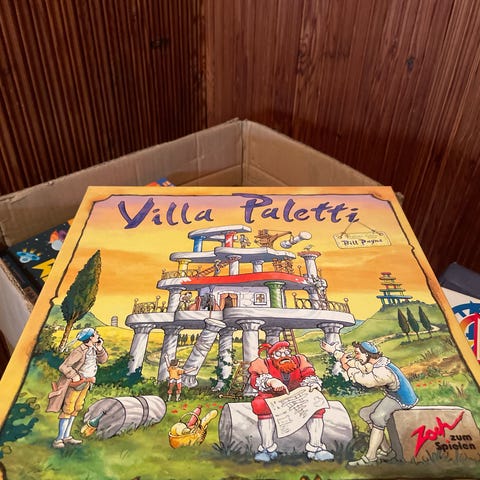 Villa Paletti
Bill Payne
Zoch
zum
Spielen